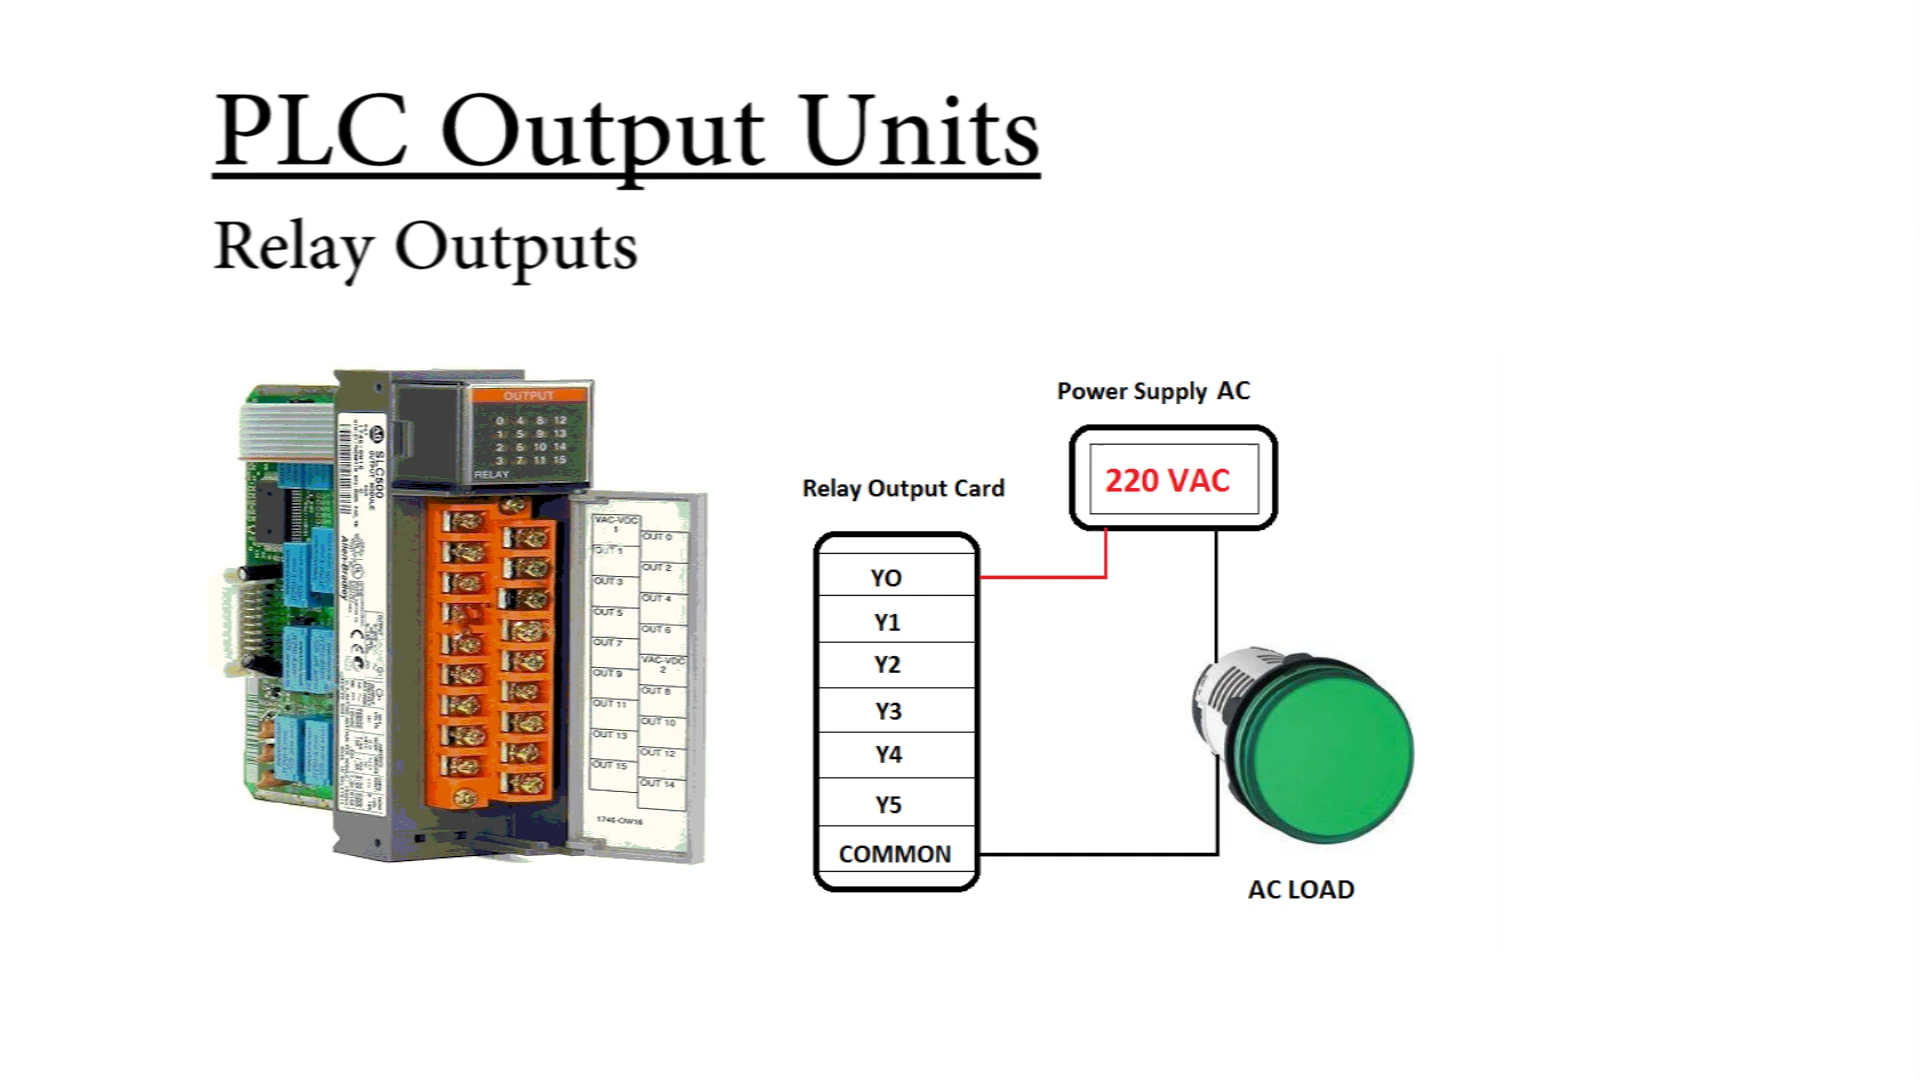 PLC Output Units
Relay Outputs
OUTPUT
0 4 8 12
1 5 9 13
2 6 10 14
3 7 11 15
RELAY
SLC500
OUTPUT MODULE
Allen-Bradley
VAC-VDC
1
OUT 0
OUT 1
OUT 2
OUT 3
OUT 4
OUT 5
OUT 6
OUT 7
VAC-VDC
2
OUT 9
OUT 8
OUT 11
OUT 10
OUT 13
OUT 12
OUT 15
OUT 14
1746-OW16
Power Supply AC
220 VAC
Relay Output Card
YO
Y1
Y2
Y3
Y4
Y5
COMMON
AC LOAD